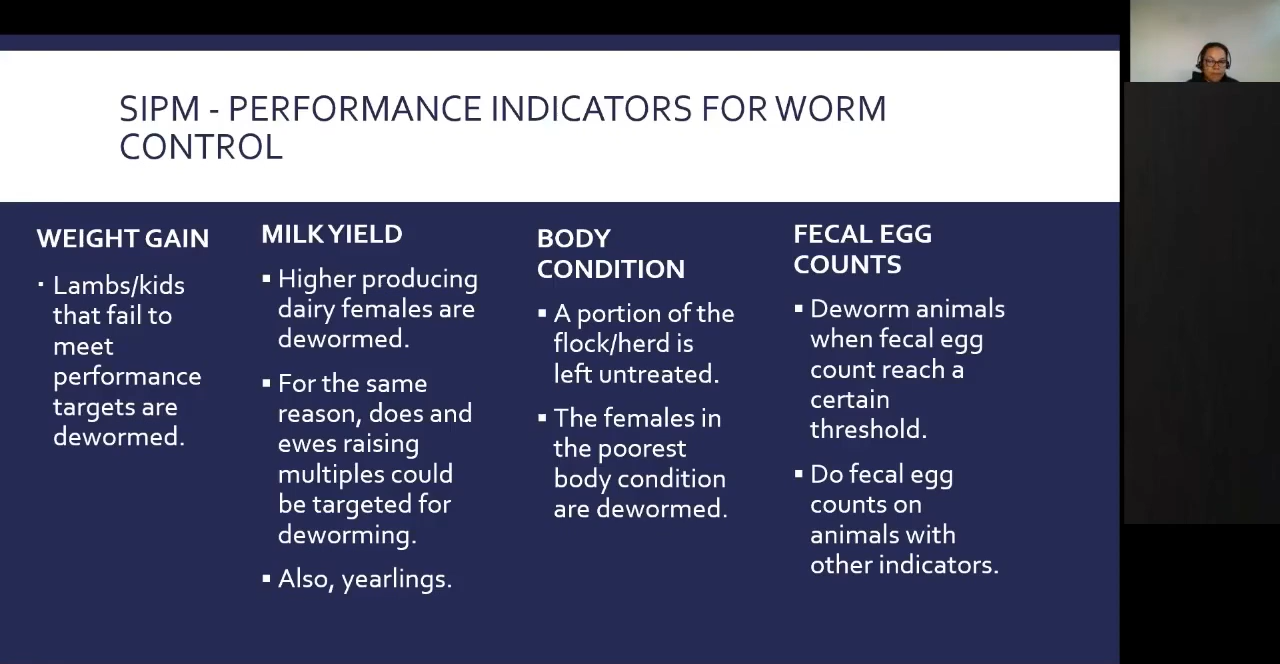 SIPM - PERFORMANCE INDICATORS FOR WORM
CONTROL
WEIGHT GAIN
▪ Lambs/kids
that fail to
meet
performance
targets are
dewormed.
MILK YIELD
▪ Higher producing
dairy females are
dewormed.
▪ For the same
reason, does and
ewes raising
multiples could
be targeted for
deworming.
▪ Also, yearlings.
BODY
CONDITION
▪ A portion of the
flock/herd is
left untreated.
▪ The females in
the poorest
body condition
are dewormed.
FECAL EGG
COUNTS
▪ Deworm animals
when fecal egg
count reach a
certain
threshold.
▪ Do fecal egg
counts on
animals with
other indicators.